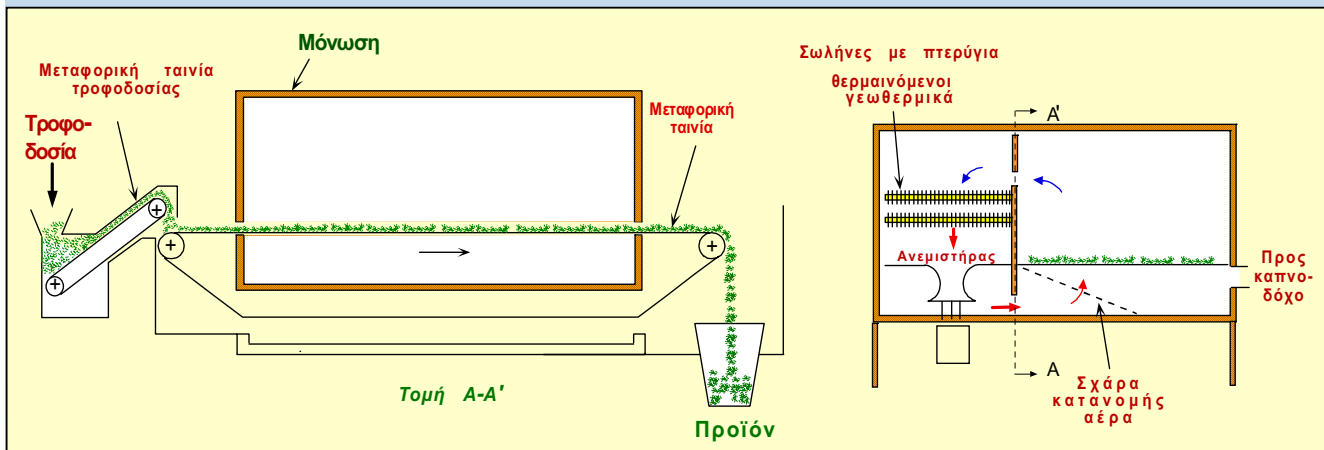 Μόνωση
Μεταφορική ταινία
τροφοδοσίας
Τροφο-
δοσία
Μεταφορική
ταινία
Τομή Α-Α'
Προϊόν
Σωλήνες με πτερύγια
θερμαινόμενοι
γεωθερμικά
Α'
Ανεμιστήρας
Προς
καπνο-
δόχο
Α
Σχάρα
κατανομής
αέρα